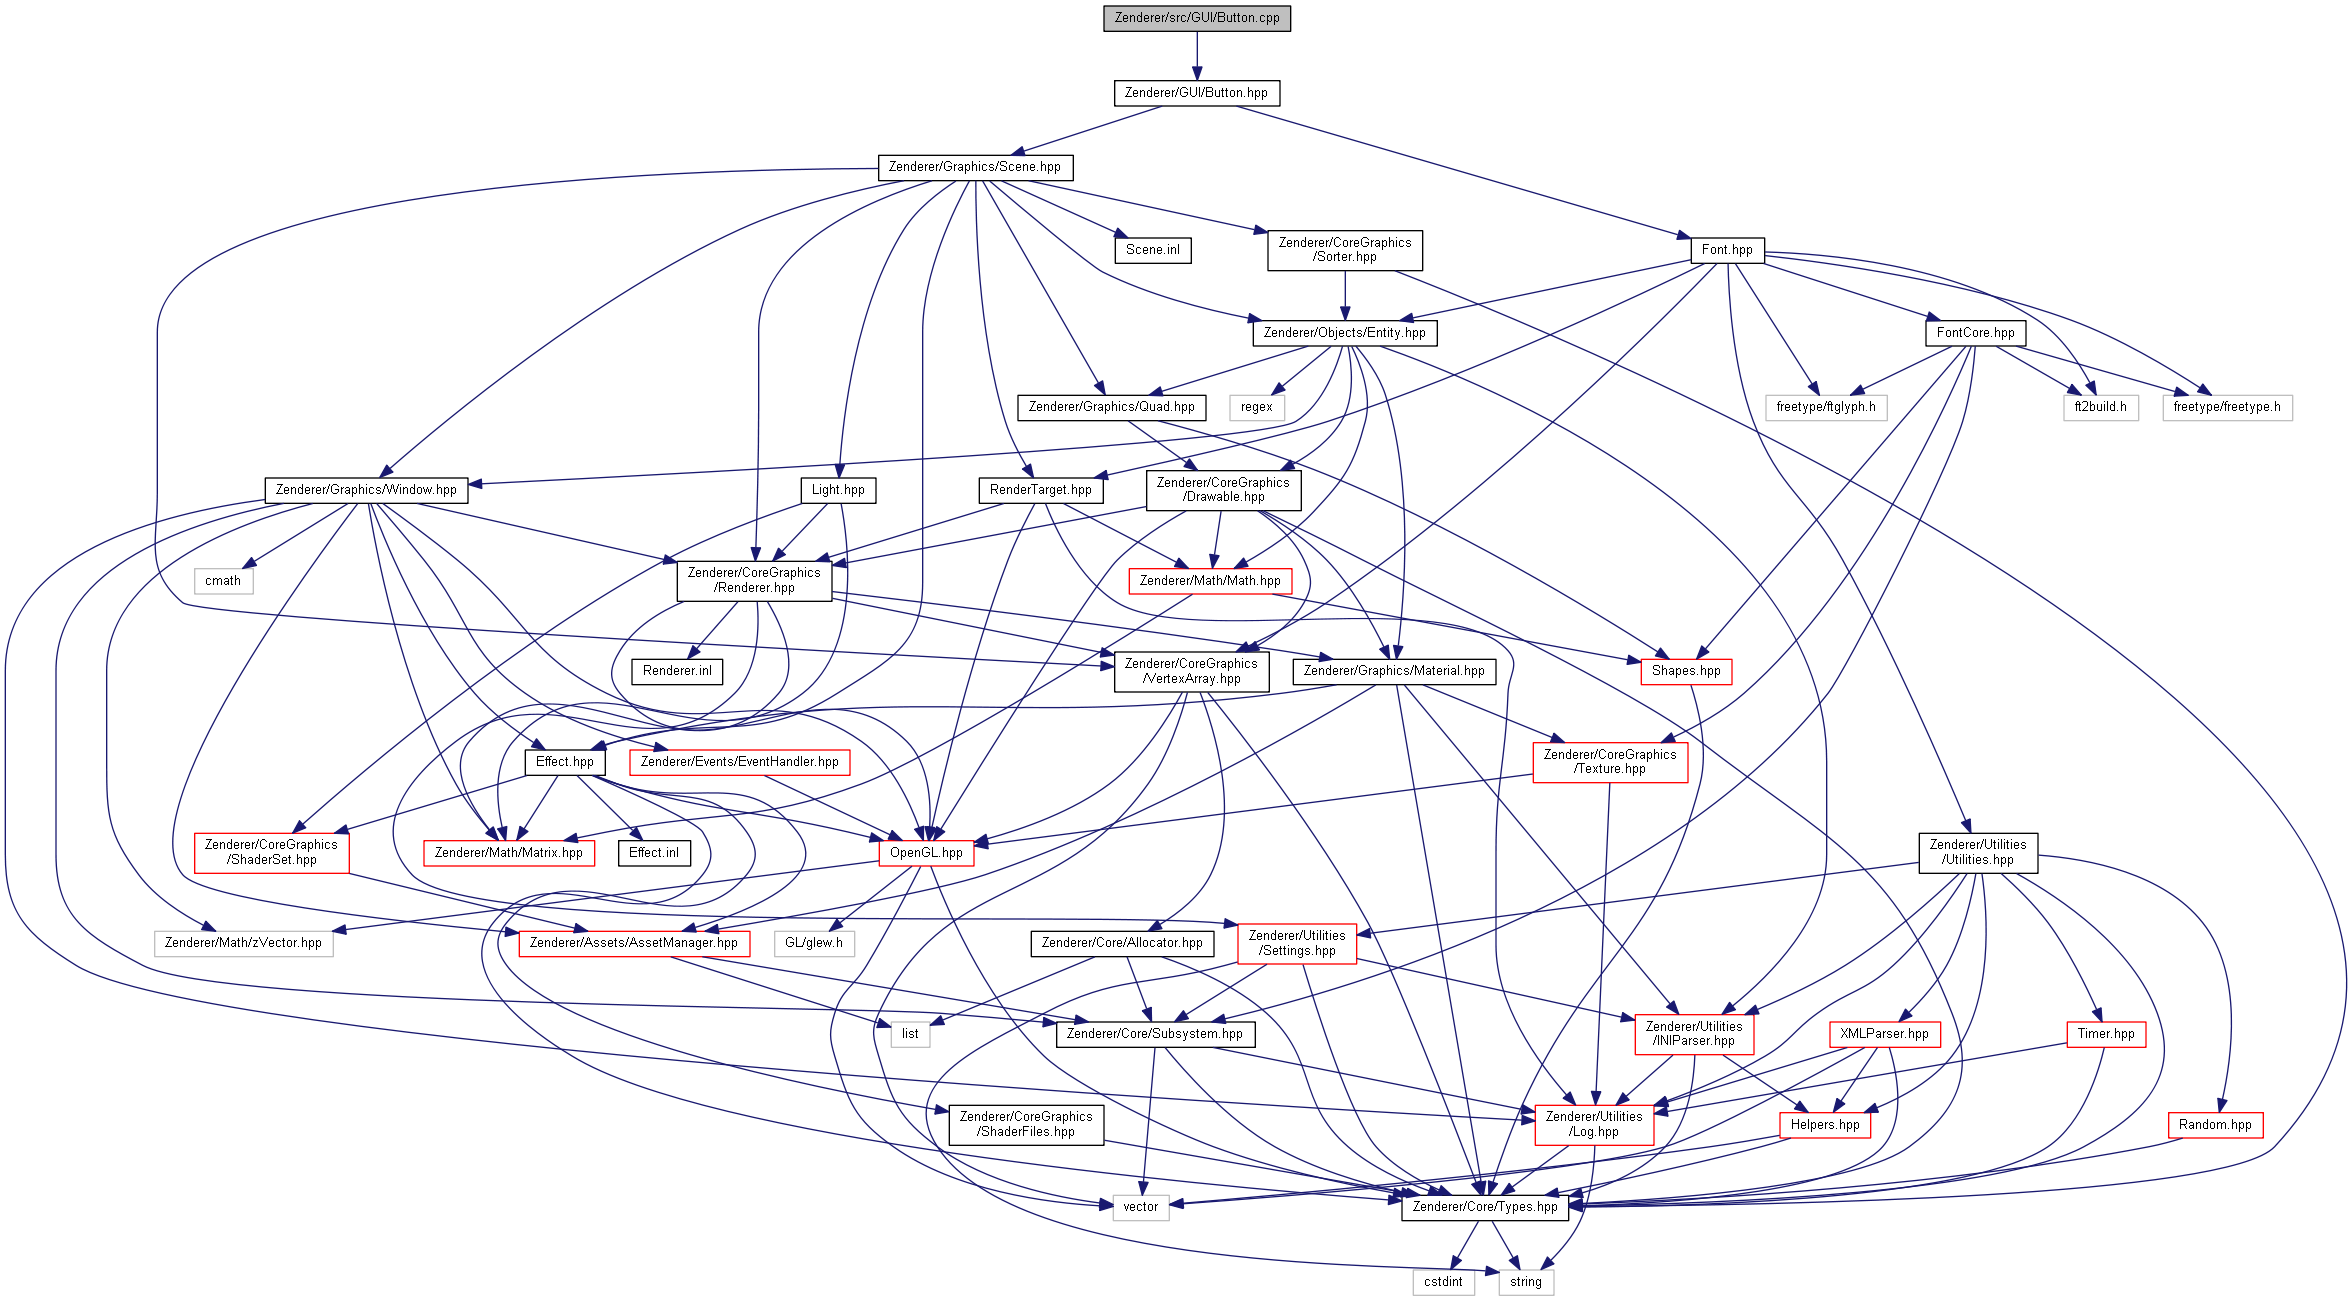 Zenderer/src/GUI/Button.cpp
Zenderer/GUI/Button.hpp
Zenderer/Graphics/Scene.hpp
Scene.inl
Zenderer/CoreGraphics
/Sorter.hpp
Font.hpp
Zenderer/Objects/Entity.hpp
FontCore.hpp
Zenderer/Graphics/Quad.hpp
regex
freetype/ftglyph.h
ft2build.h
freetype/freetype.h
Zenderer/Graphics/Window.hpp
Light.hpp
RenderTarget.hpp
Zenderer/CoreGraphics
/Drawable.hpp
cmath
Zenderer/CoreGraphics
/Renderer.hpp
Zenderer/Math/Math.hpp
Renderer.inl
Zenderer/CoreGraphics
/VertexArray.hpp
Zenderer/Graphics/Material.hpp
Shapes.hpp
Effect.hpp
Zenderer/Events/EventHandler.hpp
Zenderer/CoreGraphics
/Texture.hpp
Zenderer/CoreGraphics
/ShaderSet.hpp
Zenderer/Math/Matrix.hpp
Effect.inl
OpenGL.hpp
Zenderer/Utilities
/Utilities.hpp
Zenderer/Math/zVector.hpp
Zenderer/Assets/AssetManager.hpp
GL/glew.h
Zenderer/Core/Allocator.hpp
Zenderer/Utilities
/Settings.hpp
list
Zenderer/Core/Subsystem.hpp
Zenderer/Utilities
/INIParser.hpp
XMLParser.hpp
Timer.hpp
Zenderer/CoreGraphics
/ShaderFiles.hpp
Zenderer/Utilities
/Log.hpp
Helpers.hpp
Random.hpp
vector
Zenderer/Core/Types.hpp
cstdint
string